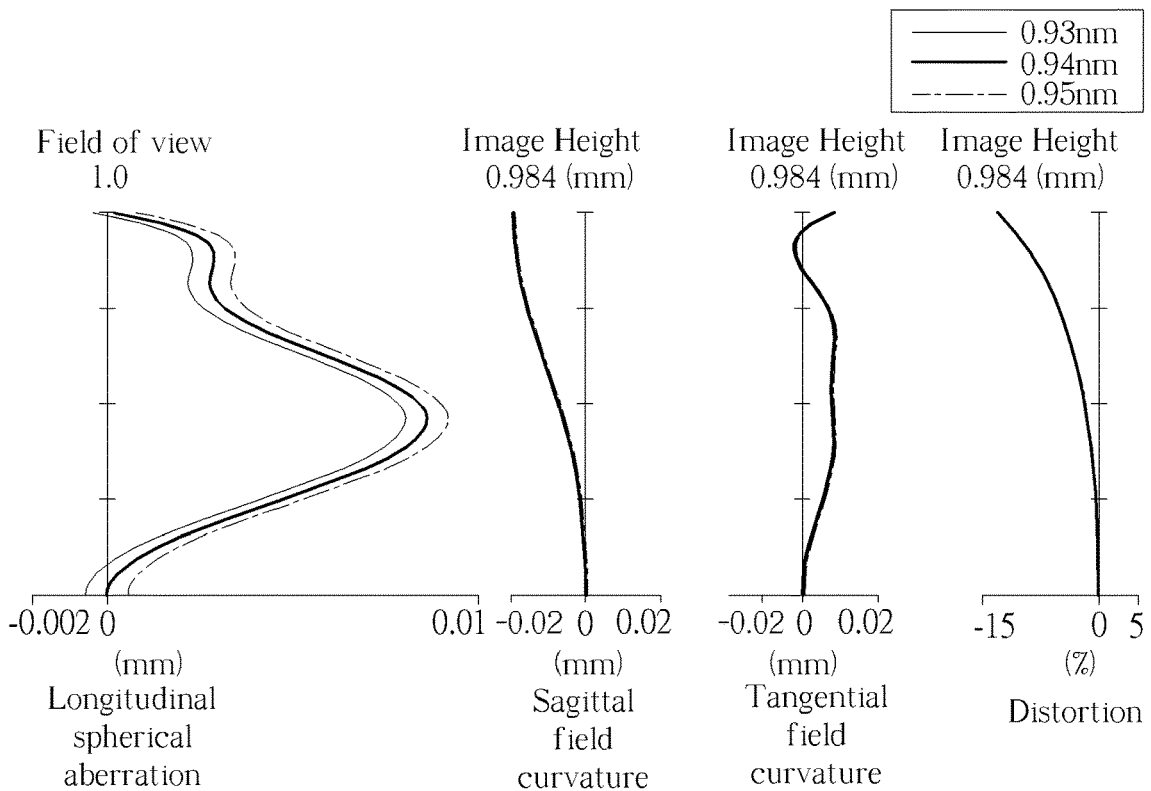 0.93nm
0.94nm
0.95nm
Field of view
1.0
Image Height
0.984 (mm)
Image Height
0.984 (mm)
Image Height
0.984 (mm)
-0.002 0 0.01
(mm)
Longitudinal
spherical
aberration
-0.02 0 0.02
(mm)
Sagittal
field
curvature
-0.02 0 0.02
(mm)
Tangential
field
curvature
-15 0 5
(%)
Distortion